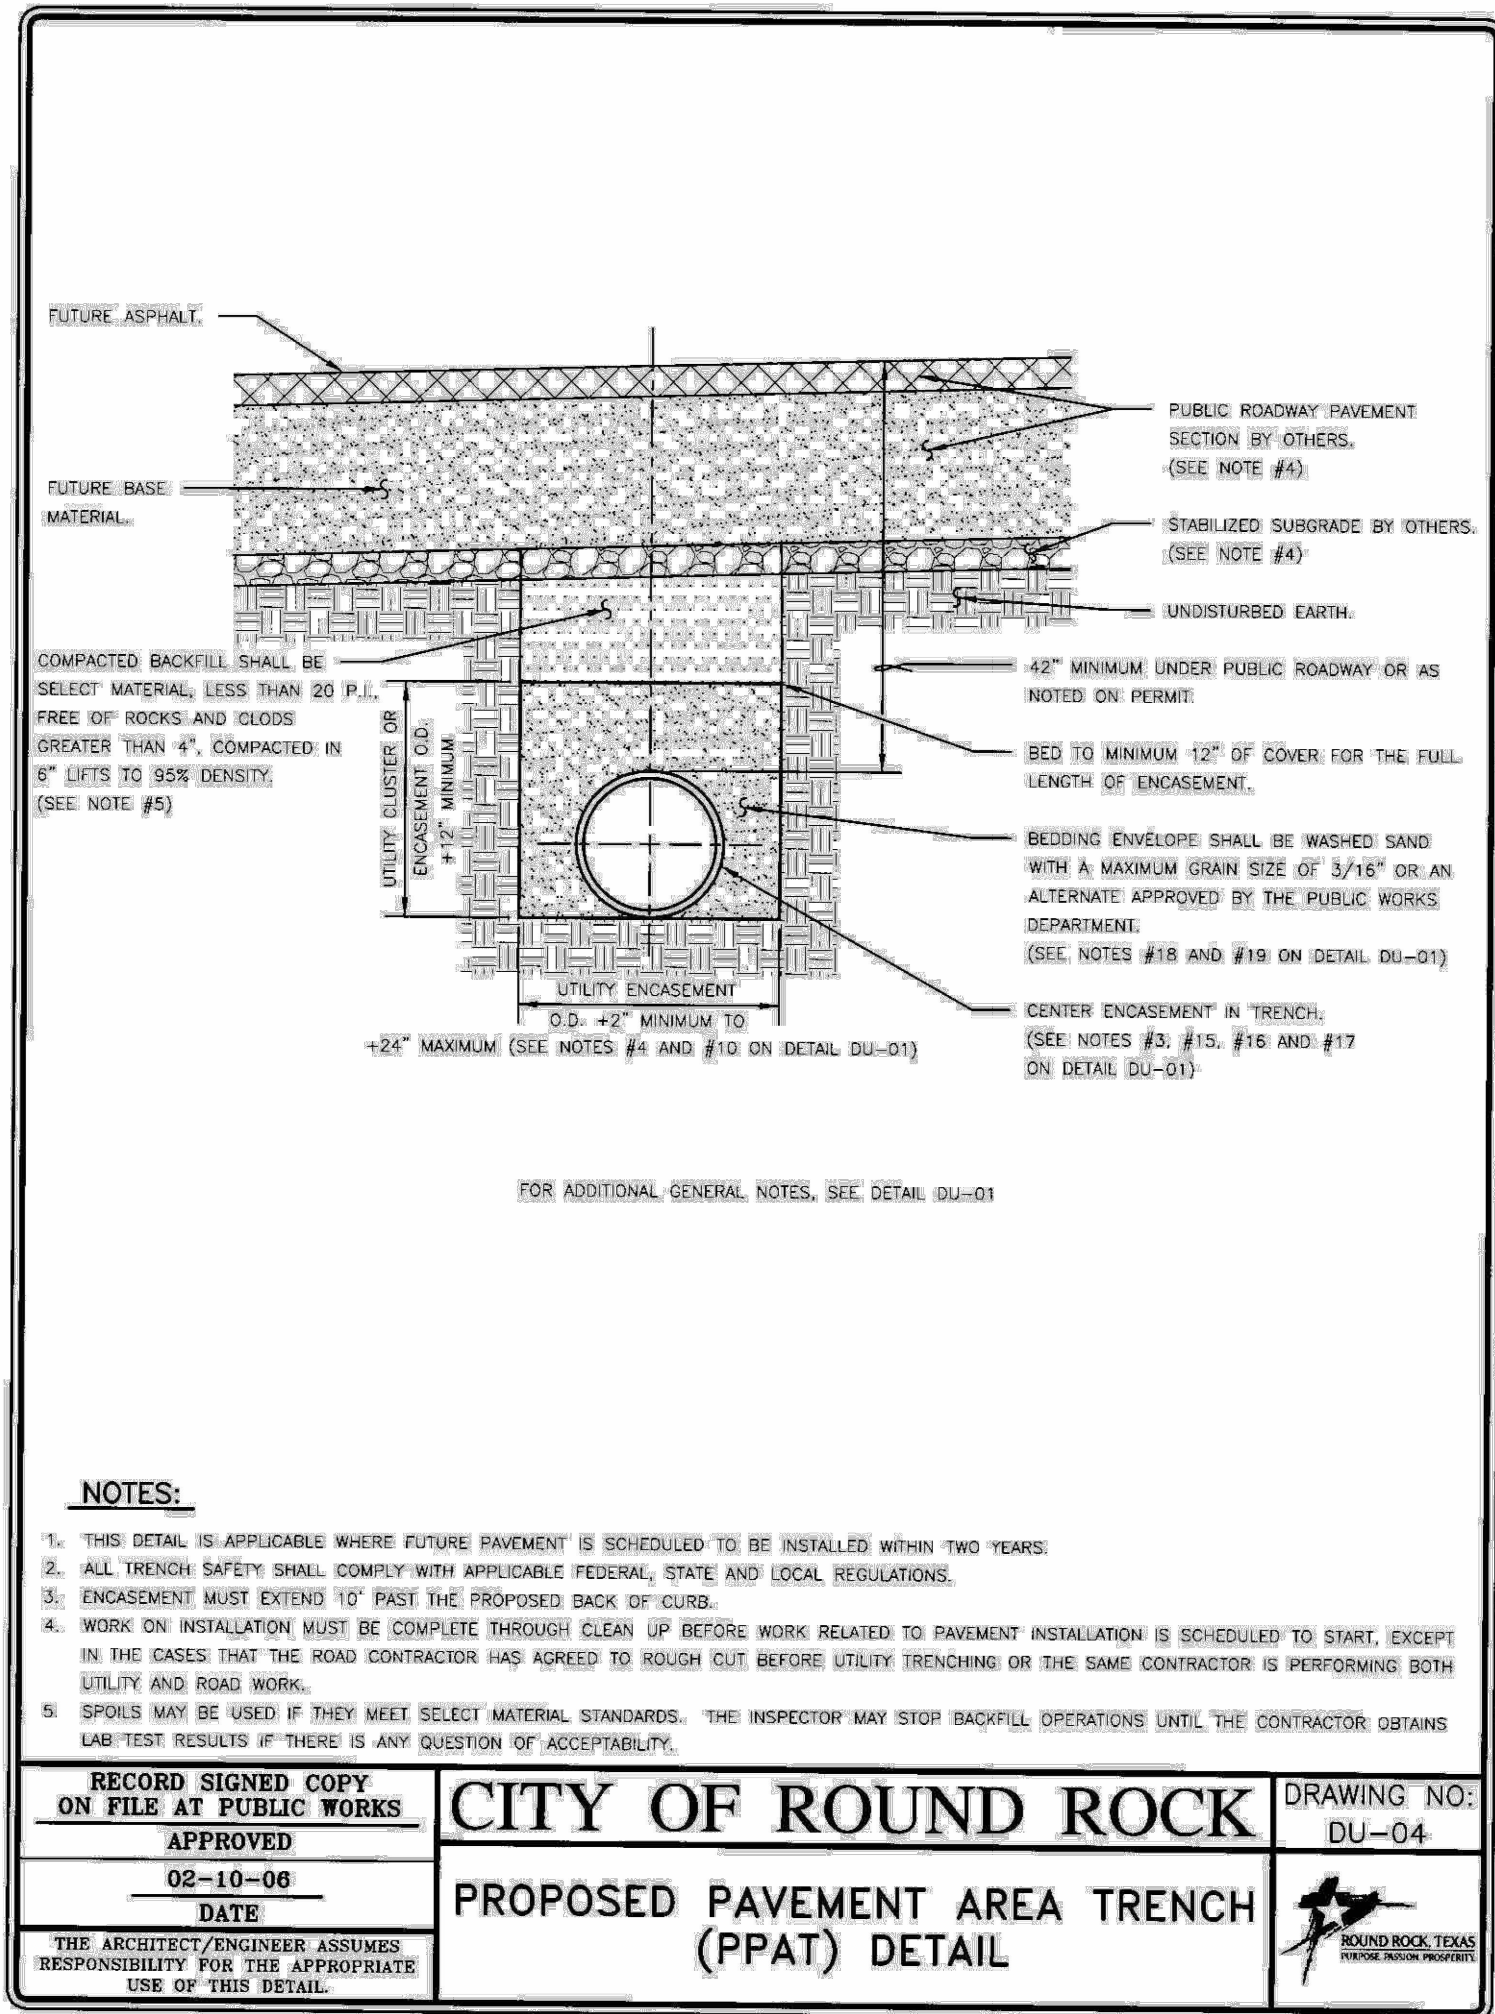 FUTURE ASPHALT.
FUTURE BASE
MATERIAL.
COMPACTED BACKFILL SHALL BE
SELECT MATERIAL, LESS THAN 20 P.I.,
FREE OF ROCKS AND CLODS
GREATER THAN 4", COMPACTED IN
6" LIFTS TO 95% DENSITY.
(SEE NOTE #5)
UTILITY CLUSTER OR
ENCASEMENT O.D.
+12" MINIMUM
PUBLIC ROADWAY PAVEMENT
SECTION BY OTHERS.
(SEE NOTE #4)
STABILIZED SUBGRADE BY OTHERS.
(SEE NOTE #4)
UNDISTURBED EARTH.
42" MINIMUM UNDER PUBLIC ROADWAY OR AS
NOTED ON PERMIT.
BED TO MINIMUM 12" OF COVER FOR THE FULL
LENGTH OF ENCASEMENT.
BEDDING ENVELOPE SHALL BE WASHED SAND
WITH A MAXIMUM GRAIN SIZE OF 3/16" OR AN
ALTERNATE APPROVED BY THE PUBLIC WORKS
DEPARTMENT.
(SEE NOTES #18 AND #19 ON DETAIL DU-01)
CENTER ENCASEMENT IN TRENCH.
(SEE NOTES #3, #15, #16 AND #17
ON DETAIL DU-01)
UTILITY ENCASEMENT
O.D. +2" MINIMUM TO
+24" MAXIMUM (SEE NOTES #4 AND #10 ON DETAIL DU-01)
FOR ADDITIONAL GENERAL NOTES, SEE DETAIL DU-01
NOTES:
1. THIS DETAIL IS APPLICABLE WHERE FUTURE PAVEMENT IS SCHEDULED TO BE INSTALLED WITHIN TWO YEARS.
2. ALL TRENCH SAFETY SHALL COMPLY WITH APPLICABLE FEDERAL, STATE AND LOCAL REGULATIONS.
3. ENCASEMENT MUST EXTEND 10' PAST THE PROPOSED BACK OF CURB.
4. WORK ON INSTALLATION MUST BE COMPLETE THROUGH CLEAN UP BEFORE WORK RELATED TO PAVEMENT INSTALLATION IS SCHEDULED TO START, EXCEPT
IN THE CASES THAT THE ROAD CONTRACTOR HAS AGREED TO ROUGH CUT BEFORE UTILITY TRENCHING OR THE SAME CONTRACTOR IS PERFORMING BOTH
UTILITY AND ROAD WORK.
5. SPOILS MAY BE USED IF THEY MEET SELECT MATERIAL STANDARDS. THE INSPECTOR MAY STOP BACKFILL OPERATIONS UNTIL THE CONTRACTOR OBTAINS
LAB TEST RESULTS IF THERE IS ANY QUESTION OF ACCEPTABILITY.
RECORD SIGNED COPY
ON FILE AT PUBLIC WORKS
APPROVED
02-10-06
DATE
THE ARCHITECT/ENGINEER ASSUMES
RESPONSIBILITY FOR THE APPROPRIATE
USE OF THIS DETAIL.
CITY OF ROUND ROCK
PROPOSED PAVEMENT AREA TRENCH
(PPAT) DETAIL
DRAWING NO:
DU-04
ROUND ROCK, TEXAS
PURPOSE. PASSION. PROSPERITY.